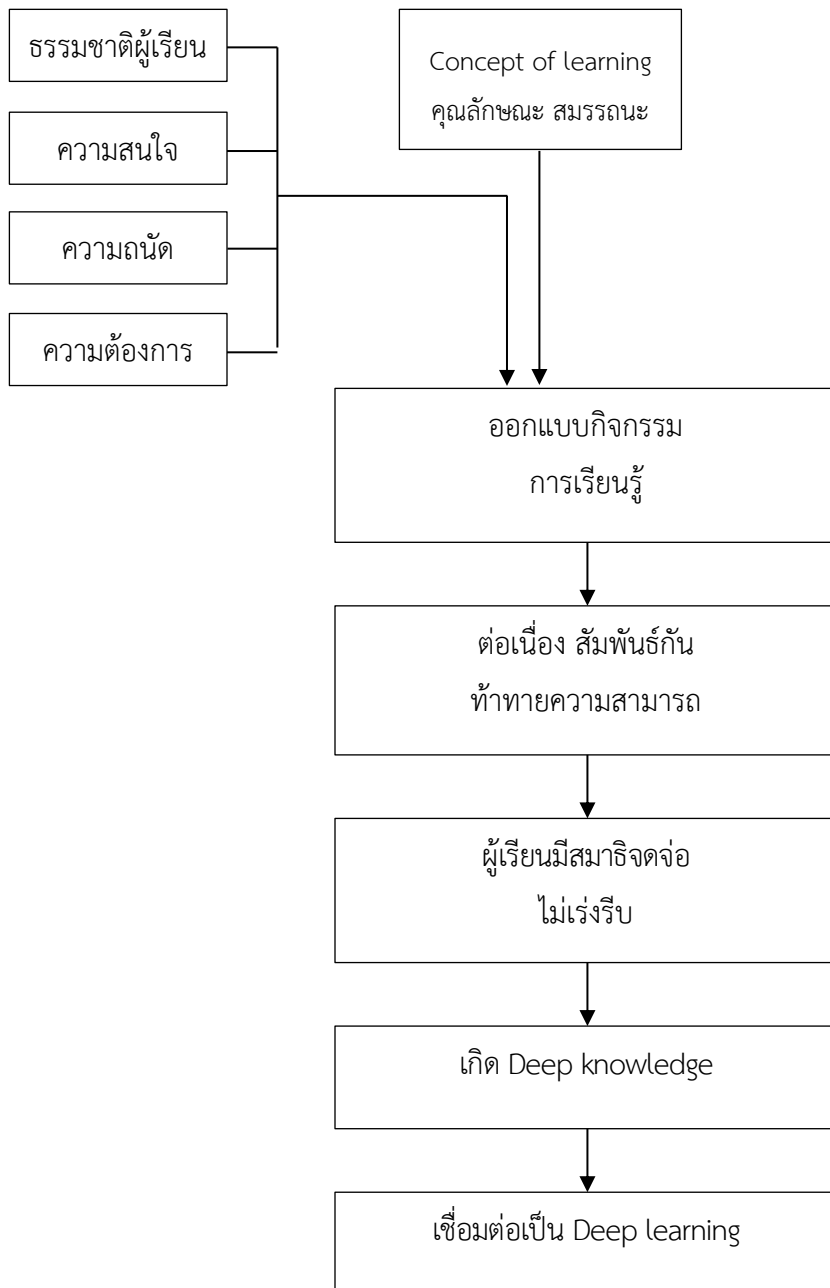 ธรรมชาติผู้เรียน
ความสนใจ
ความถนัด
ความต้องการ
Concept of learning
คุณลักษณะ สมรรถนะ
ออกแบบกิจกรรม
การเรียนรู้
ต่อเนื่อง สัมพันธ์กัน
ท้าทายความสามารถ
ผู้เรียนมีสมาธิจดจ่อ
ไม่เร่งรีบ
เกิด Deep knowledge
เชื่อมต่อเป็น Deep learning